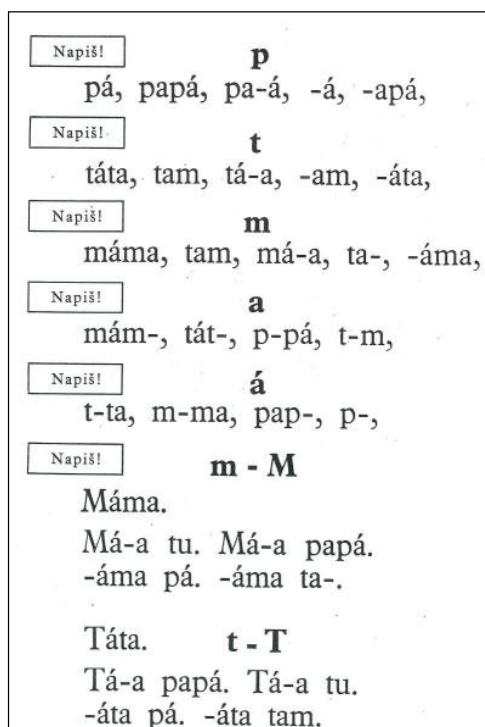 Napiš!
p
pá, papá, pa-á, -á, -apá,
Napiš!
t
táta, tam, tá-a, -am, -áta,
Napiš!
m
máma, tam, má-a, ta-, -áma,
Napiš!
a
mám-, tát-, p-pá, t-m,
Napiš!
á
t-ta, m-ma, pap-, p-,
Napiš!
m - M
Máma.
Má-a tu. Má-a papá.
-áma pá. -áma ta-.
Táta. t - T
Tá-a papá. Tá-a tu.
-áta pá. -áta tam.